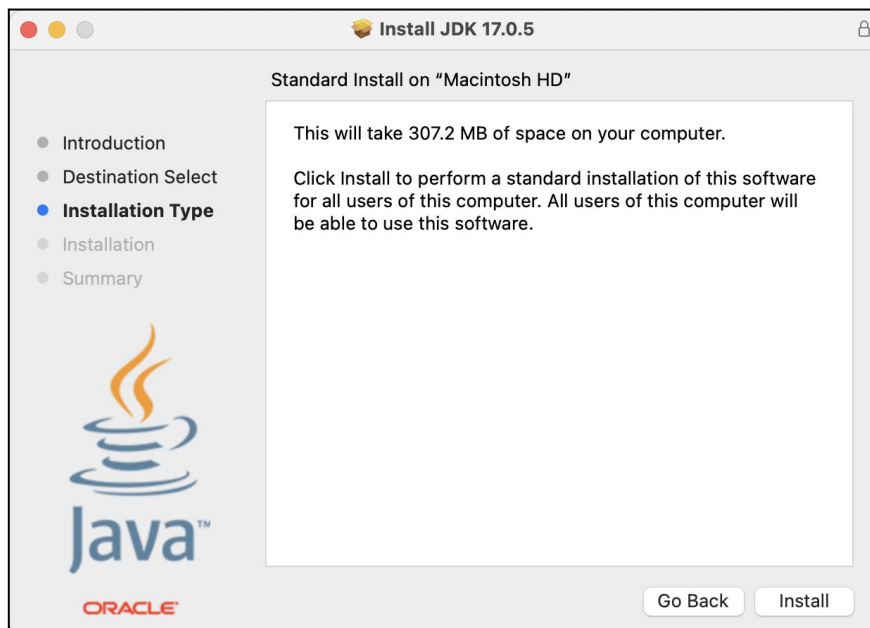 Install JDK 17.0.5
Standard Install on “Macintosh HD”
Introduction
Destination Select
Installation Type
Installation
Summary
This will take 307.2 MB of space on your computer.
Click Install to perform a standard installation of this software
for all users of this computer. All users of this computer will
be able to use this software.
Java™
ORACLE
Go Back
Install